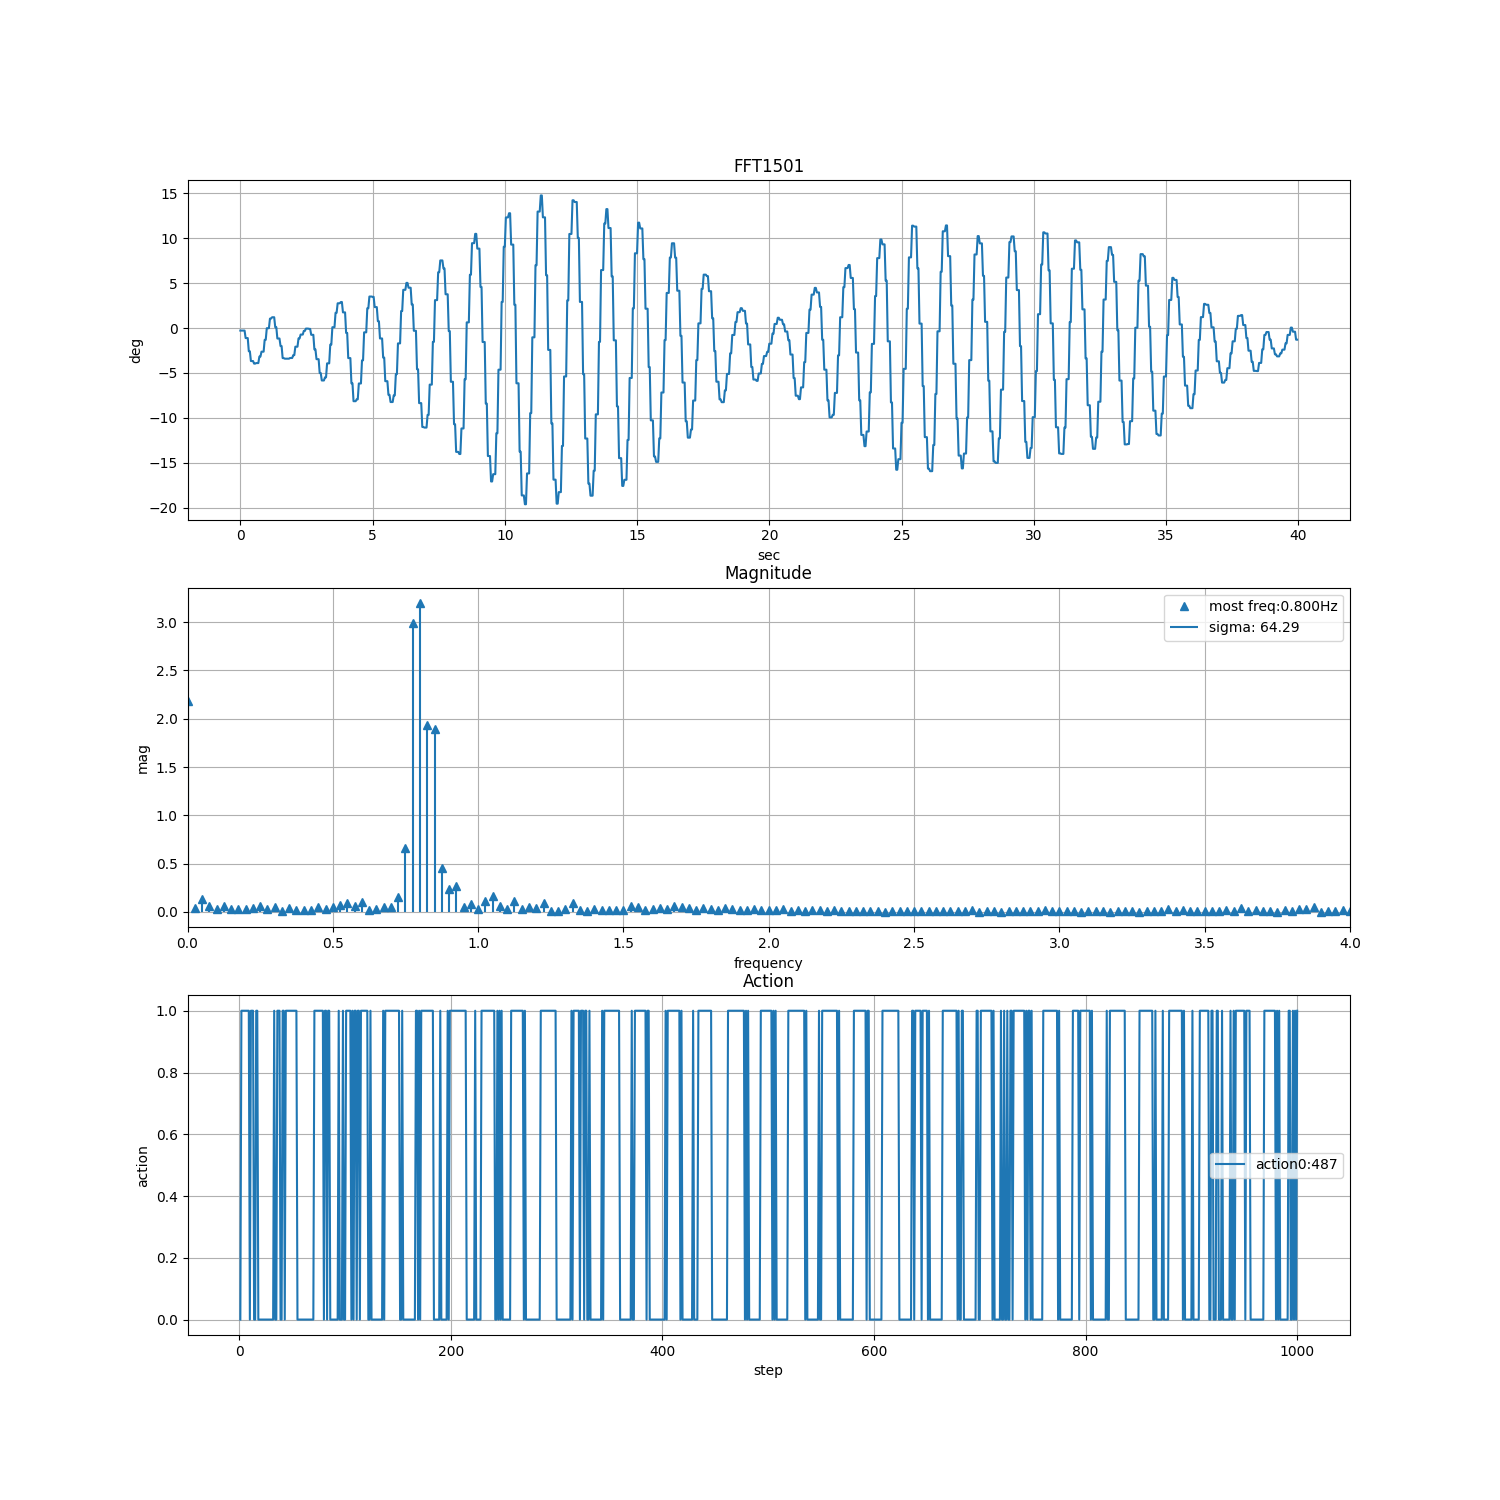 FFT1501
15
10
5
0
−5
−10
−15
−20
deg
0 5 10 15 20 25 30 35 40
sec
Magnitude
most freq:0.800Hz
sigma: 64.29
3.0
2.5
2.0
1.5
1.0
0.5
0.0
mag
0.0 0.5 1.0 1.5 2.0 2.5 3.0 3.5 4.0
frequency
Action
1.0
0.8
0.6
0.4
0.2
0.0
action
action0:487
0 200 400 600 800 1000
step